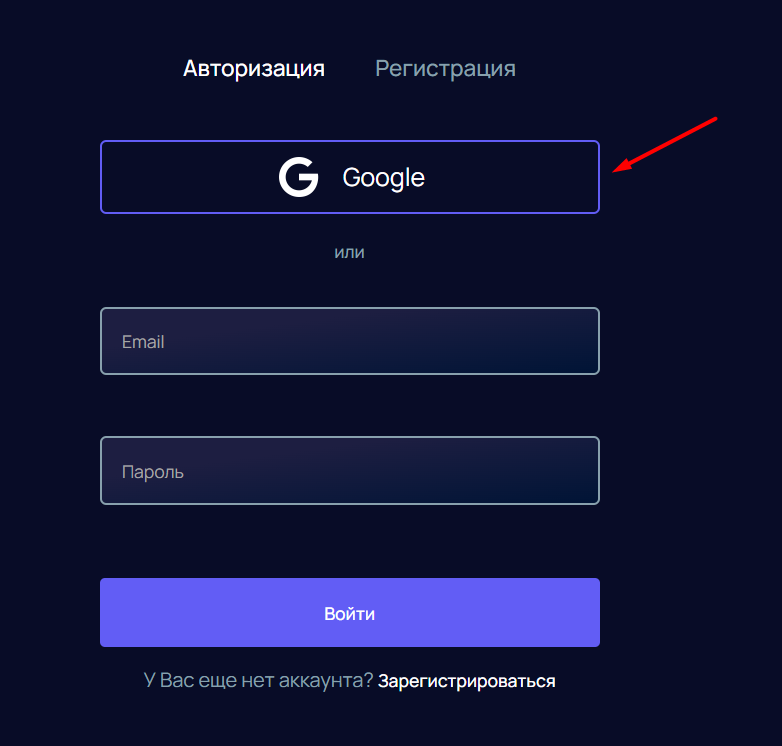 Авторизация Регистрация
Google
или
Email
Пароль
Войти
У Вас еще нет аккаунта? Зарегистрироваться